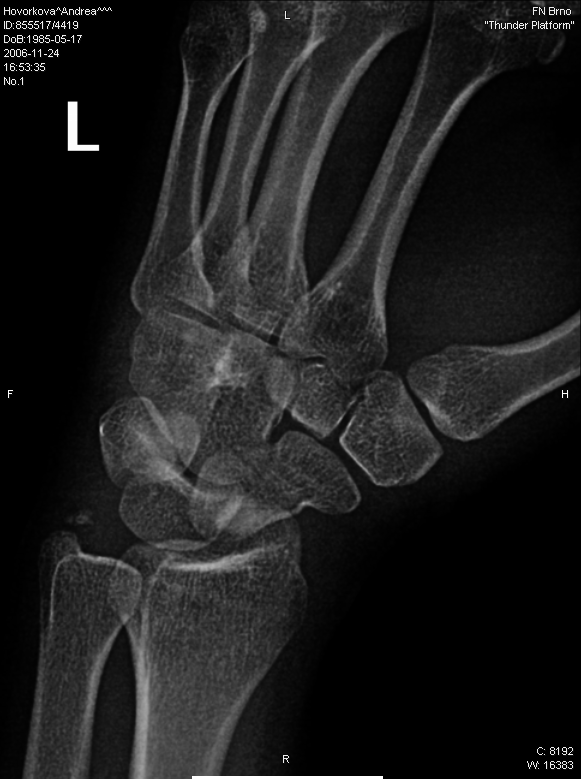 Hovorkova^Andrea^^^
ID:855517/4419
DoB:1985-05-17
2006-11-24
16:53:35
No.1
L
FN Brno
"Thunder Platform"
L
F
H
R
C: 8192
W: 16383